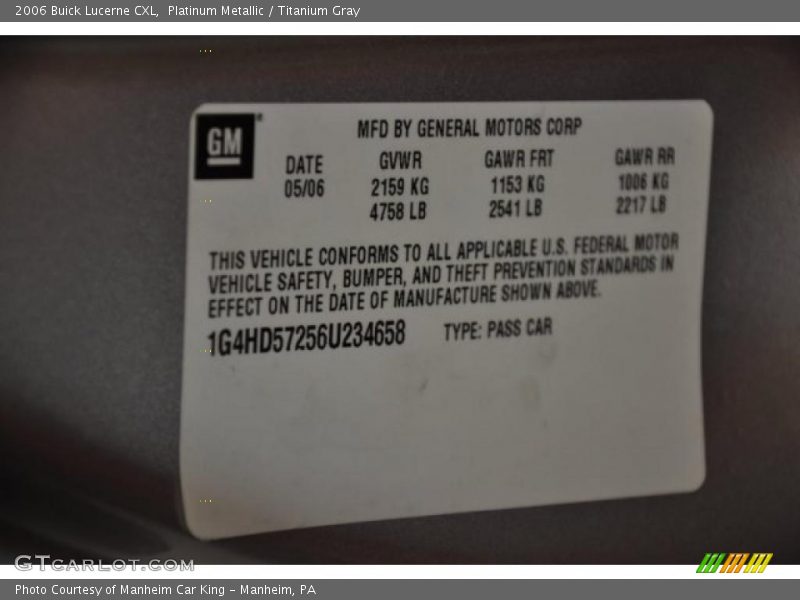 2006 Buick Lucerne CXL,  Platinum Metallic / Titanium Gray
GM
MFD BY GENERAL MOTORS CORP
DATE GVWR GAWR FRT GAWR RR
05/06 2159 KG 1153 KG 1006 KG
4758 LB 2541 LB 2217 LB
THIS VEHICLE CONFORMS TO ALL APPLICABLE U.S. FEDERAL MOTOR
VEHICLE SAFETY, BUMPER, AND THEFT PREVENTION STANDARDS IN
EFFECT ON THE DATE OF MANUFACTURE SHOWN ABOVE.
1G4HD57256U234658 TYPE: PASS CAR
GTCARLOT.COM
Photo Courtesy of Manheim Car King - Manheim, PA